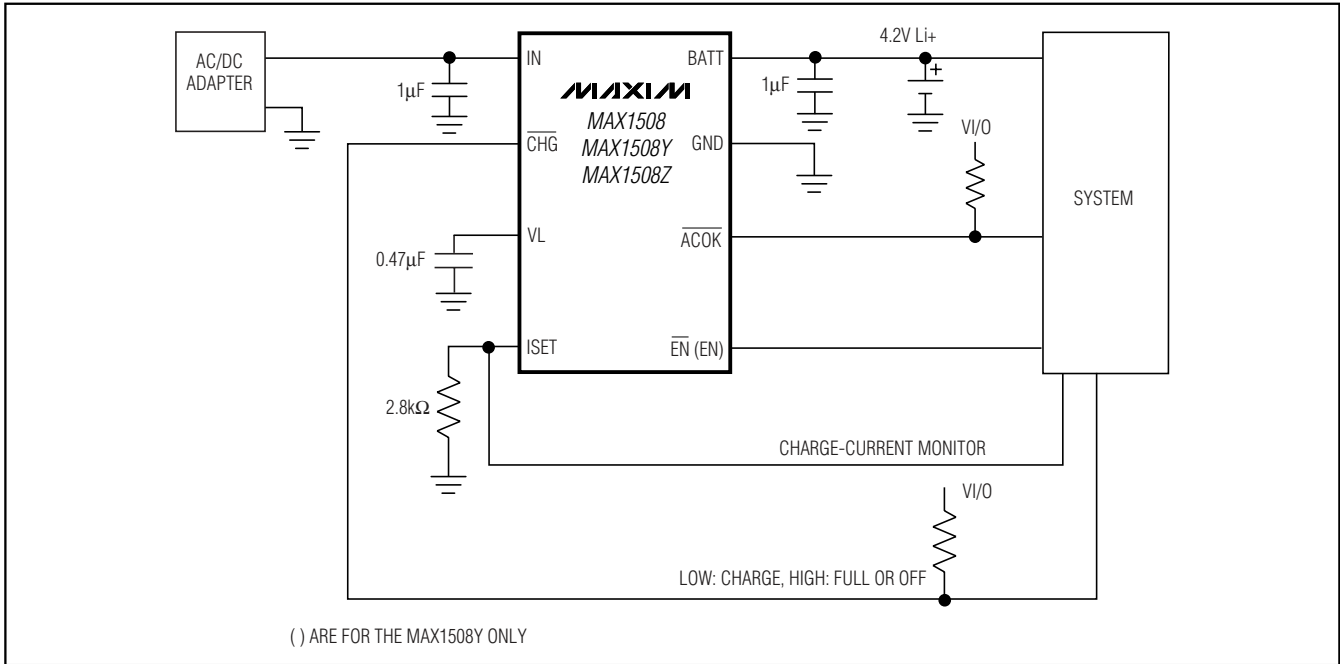 AC/DC
ADAPTER
1μF
IN
BATT
1μF
4.2V Li+
+
MAXIM
MAX1508
MAX1508Y
MAX1508Z
CHG
GND
VI/O
SYSTEM
VL
ACOK
0.47μF
ISET
EN (EN)
2.8kΩ
CHARGE-CURRENT MONITOR
VI/O
LOW: CHARGE, HIGH: FULL OR OFF
( ) ARE FOR THE MAX1508Y ONLY